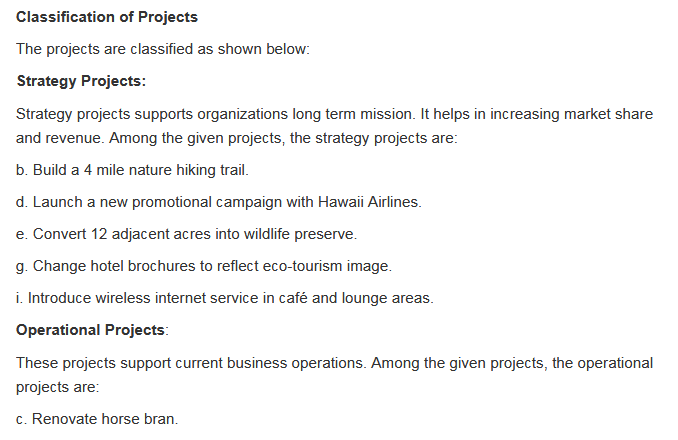 Classification of Projects
The projects are classified as shown below:
Strategy Projects:
Strategy projects supports organizations long term mission. It helps in increasing market share
and revenue. Among the given projects, the strategy projects are:
b. Build a 4 mile nature hiking trail.
d. Launch a new promotional campaign with Hawaii Airlines.
e. Convert 12 adjacent acres into wildlife preserve.
g. Change hotel brochures to reflect eco-tourism image.
i. Introduce wireless internet service in café and lounge areas.
Operational Projects:
These projects support current business operations. Among the given projects, the operational
projects are:
c. Renovate horse bran.